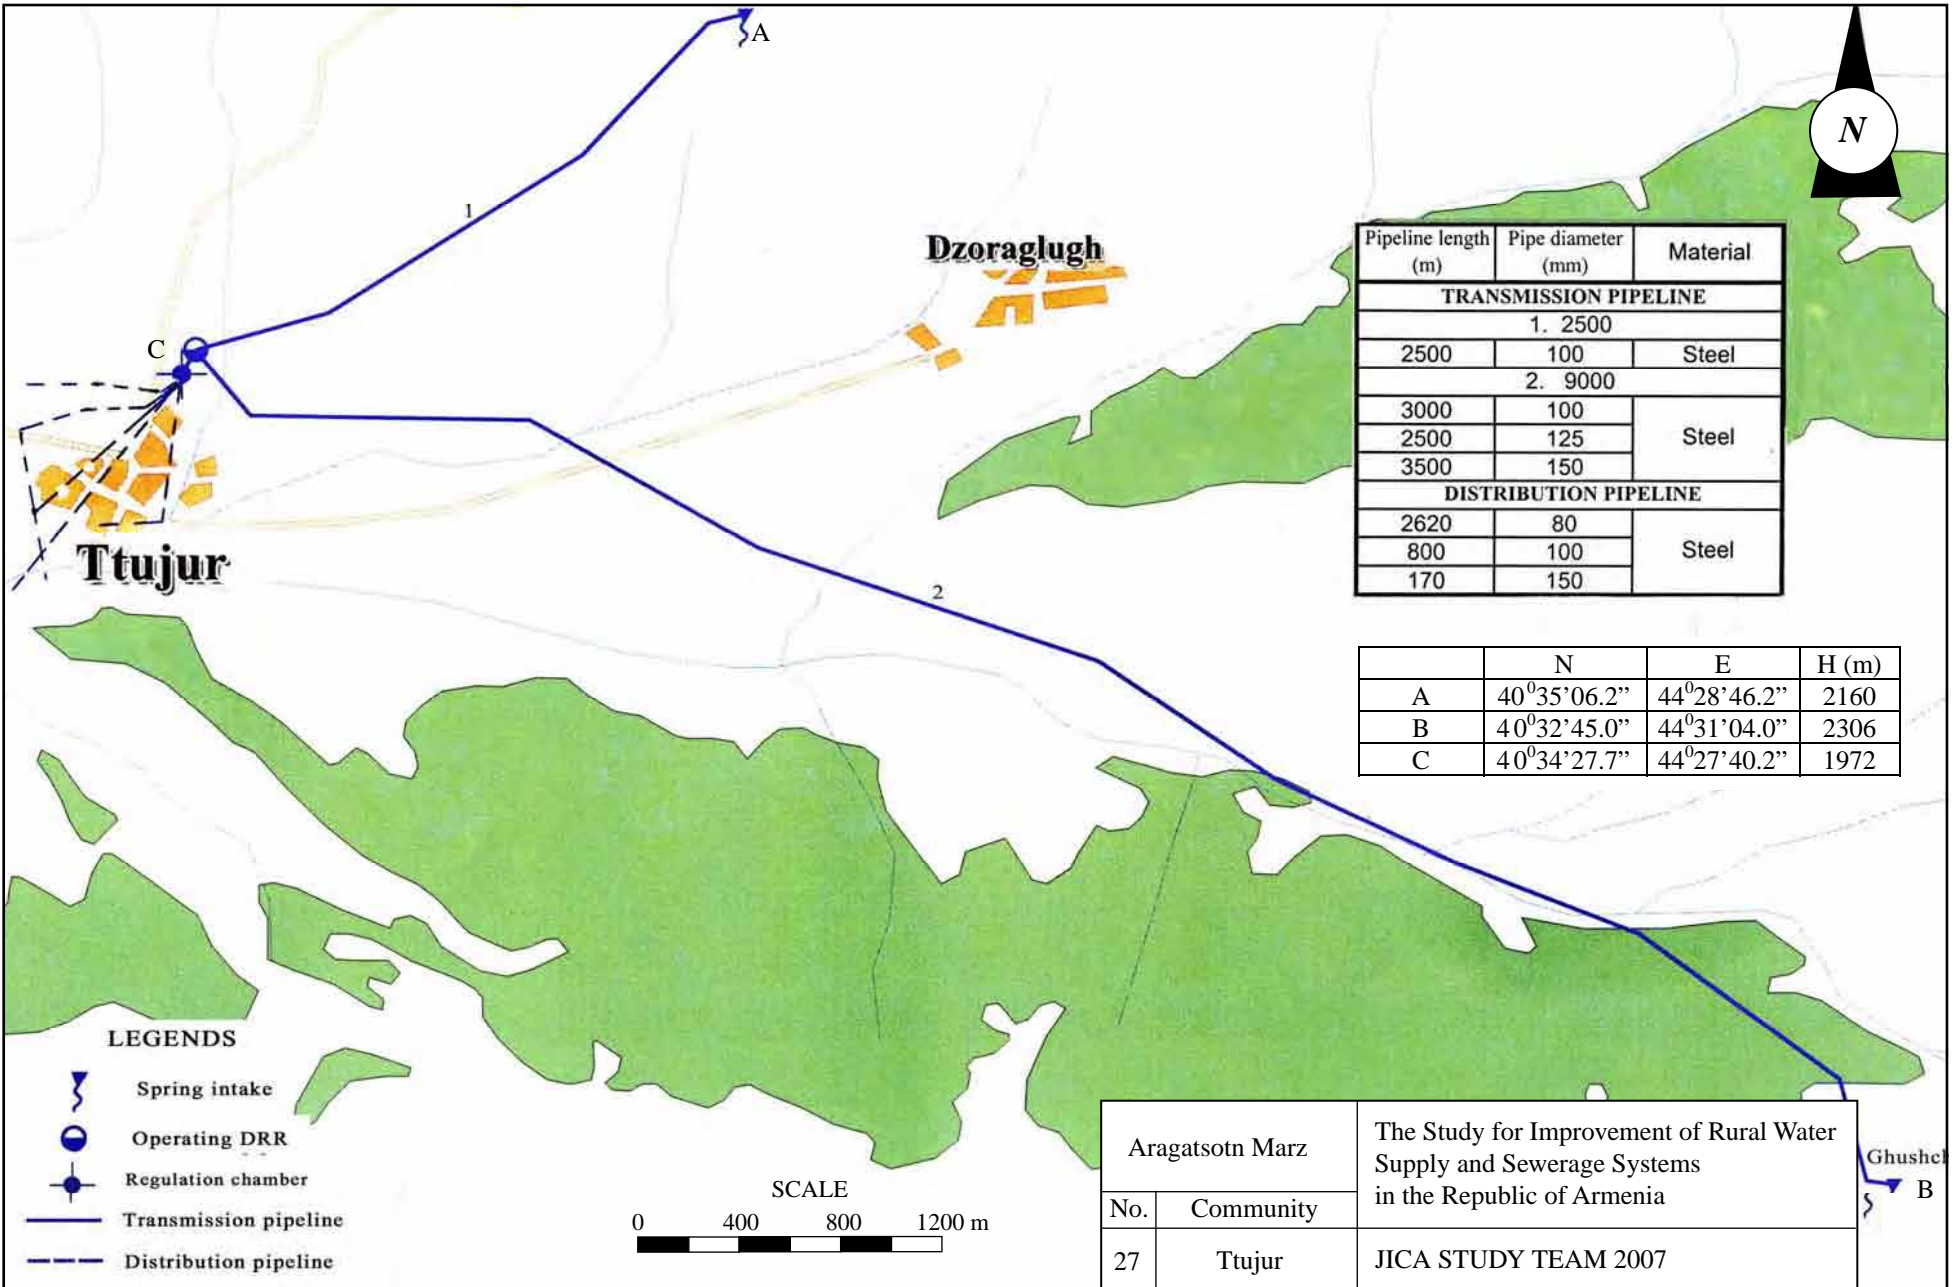 A
N
1
Dzoraglugh
Pipeline length (m) Pipe diameter (mm) Material
TRANSMISSION PIPELINE
1. 2500
2500 100 Steel
2. 9000
3000 100 Steel
2500 125
3500 150
DISTRIBUTION PIPELINE
2620 80 Steel
800 100
170 150
C
Ttujur
2
N E H (m)
A 40⁰35’06.2” 44⁰28’46.2” 2160
B 40⁰32’45.0” 44⁰31’04.0” 2306
C 40⁰34’27.7” 44⁰27’40.2” 1972
LEGENDS
Spring intake
Operating DRR
Regulation chamber
Transmission pipeline
Distribution pipeline
SCALE
0 400 800 1200 m
Aragatsotn Marz
No. Community
27 Ttujur
The Study for Improvement of Rural Water
Supply and Sewerage Systems
in the Republic of Armenia
JICA STUDY TEAM 2007
B